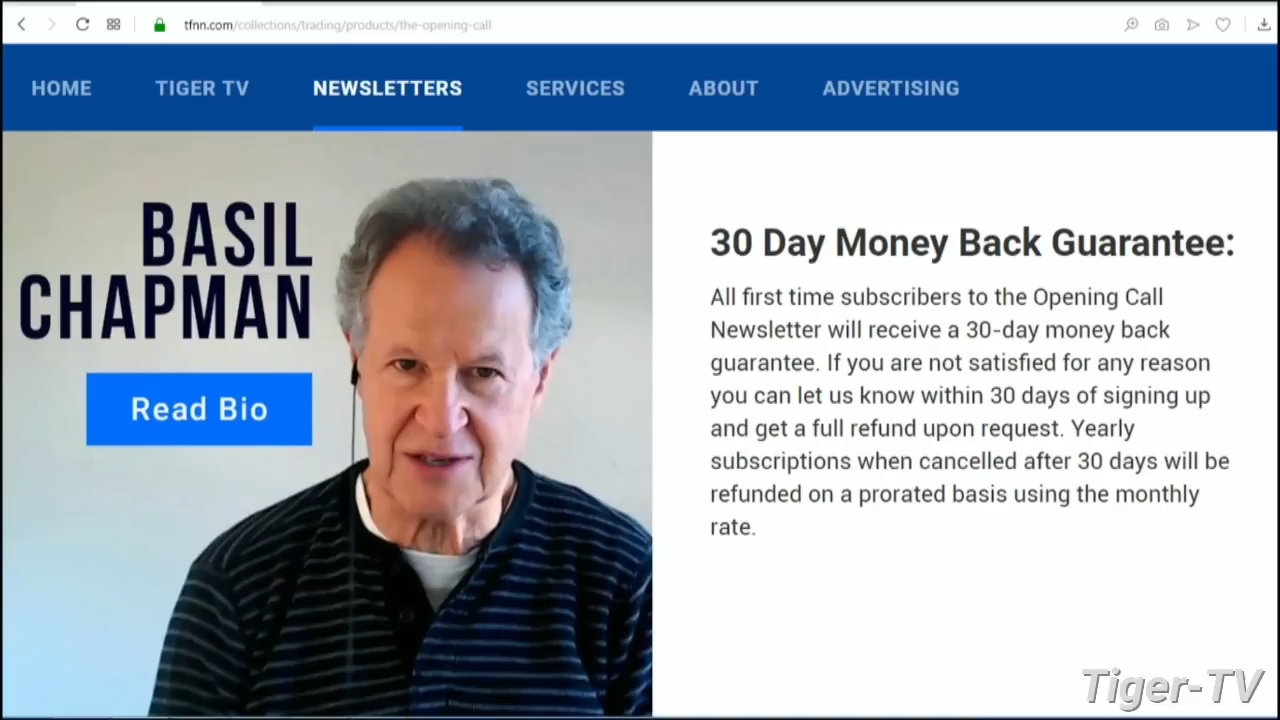 tfnn.com/collections/trading/products/the-opening-call
HOME TIGER TV NEWSLETTERS SERVICES ABOUT ADVERTISING
BASIL
CHAPMAN
Read Bio
30 Day Money Back Guarantee:
All first time subscribers to the Opening Call
Newsletter will receive a 30-day money back
guarantee. If you are not satisfied for any reason
you can let us know within 30 days of signing up
and get a full refund upon request. Yearly
subscriptions when cancelled after 30 days will be
refunded on a prorated basis using the monthly
rate.
Tiger-TV